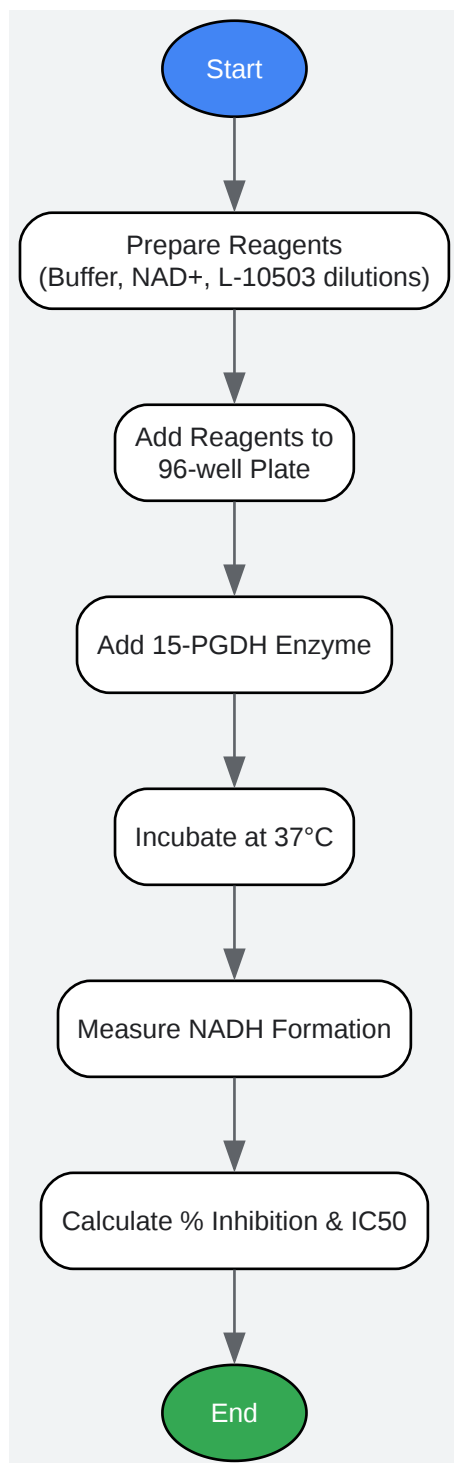 Start
Prepare Reagents
(Buffer, NAD+, L-10503 dilutions)
Add Reagents to
96-well Plate
Add 15-PGDH Enzyme
Incubate at 37°C
Measure NADH Formation
Calculate % Inhibition & IC50
End